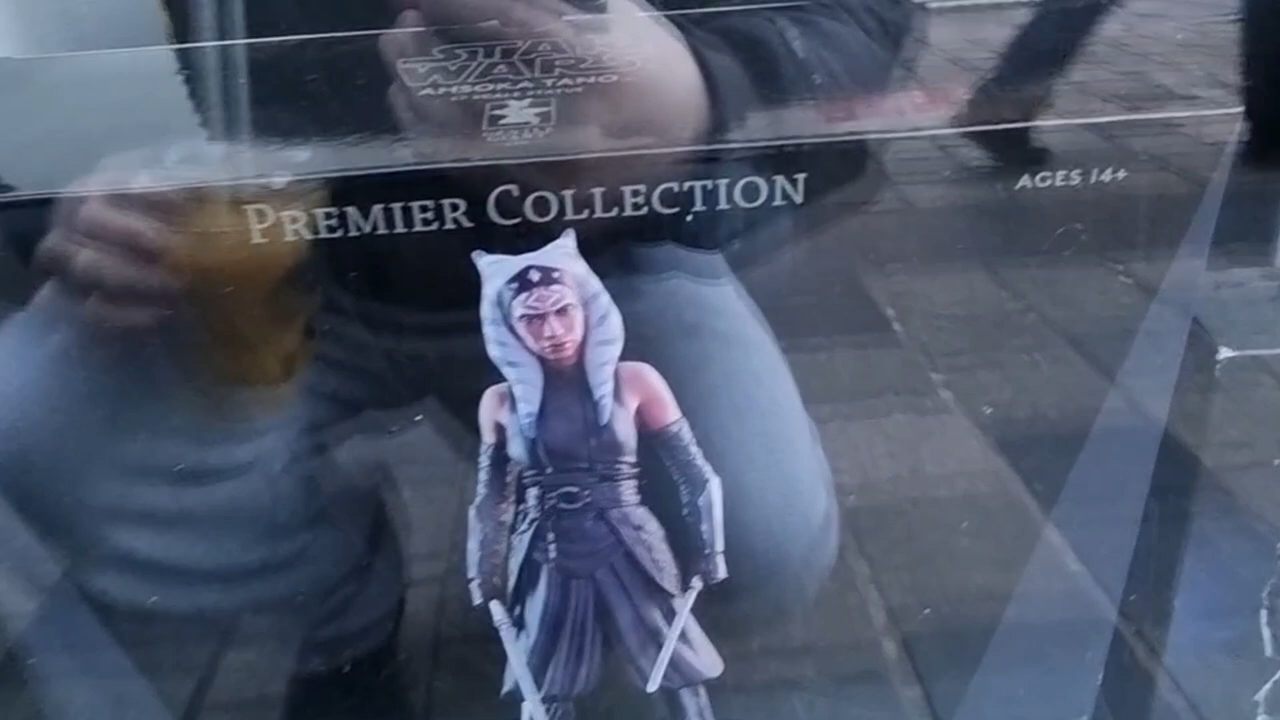 STAR
WARS
AHSOKA TANO
PREMIER COLLECTION
AGES 14+